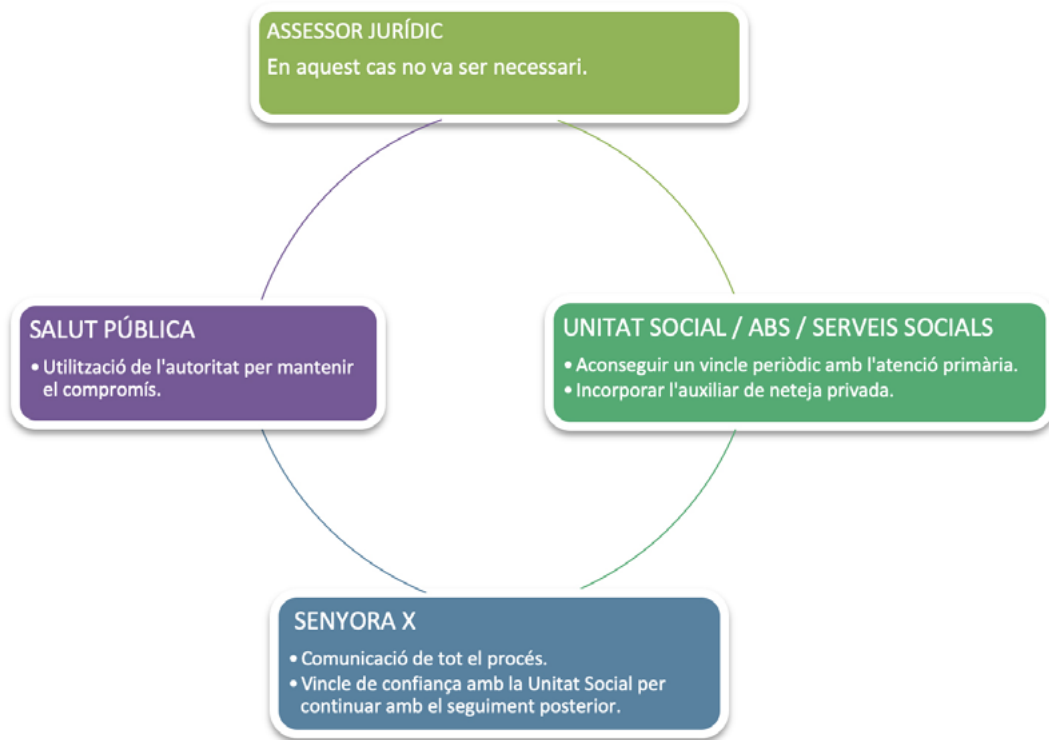 ASSESSOR JURÍDIC
En aquest cas no va ser necessari.
SALUT PÚBLICA
• Utilització de l'autoritat per mantenir
el compromís.
UNITAT SOCIAL / ABS / SERVEIS SOCIALS
• Aconseguir un vincle periòdic amb l'atenció primària.
• Incorporar l'auxiliar de neteja privada.
SENYORA X
• Comunicació de tot el procés.
• Vincle de confiança amb la Unitat Social per
continuar amb el seguiment posterior.